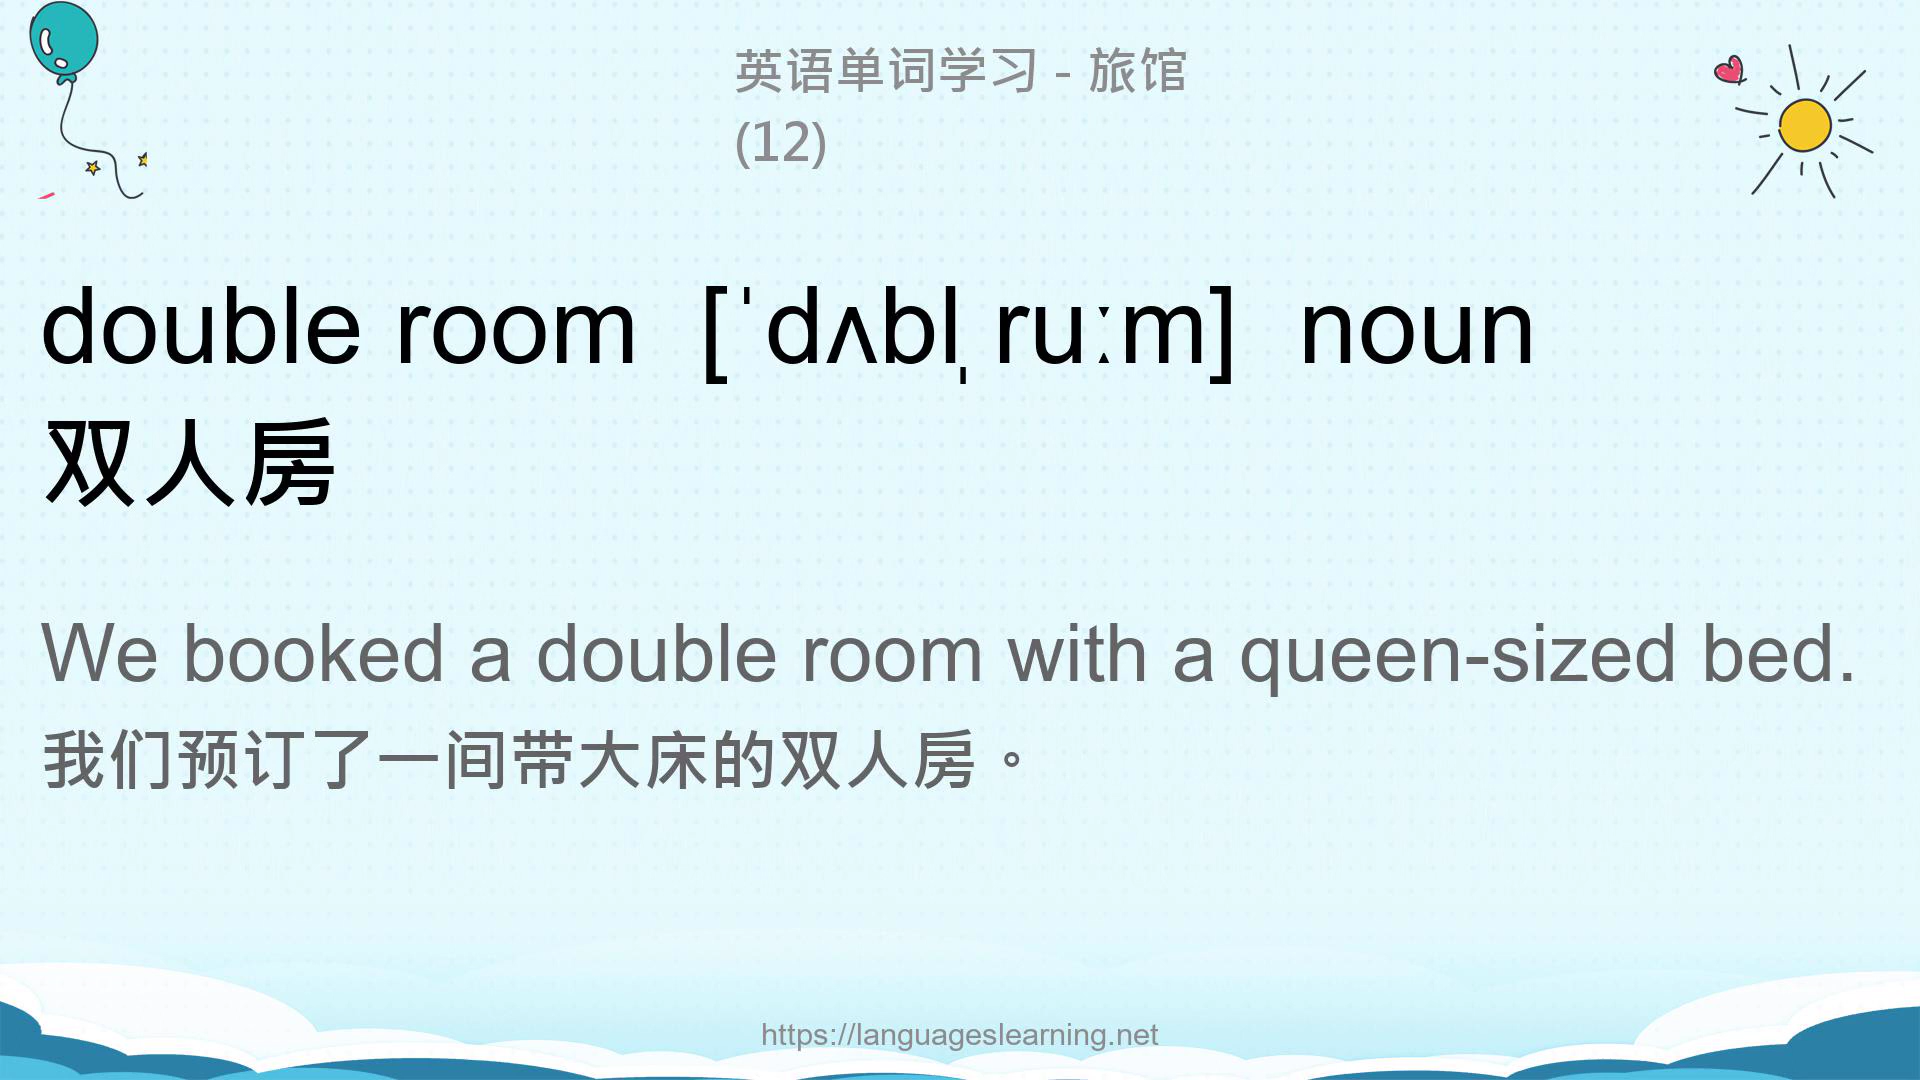 英语单词学习 - 旅馆
(12)
double room [ˈdʌblˌruːm] noun
双人房
We booked a double room with a queen-sized bed.
我们预订了一间带大床的双人房。
https://languageslearning.net